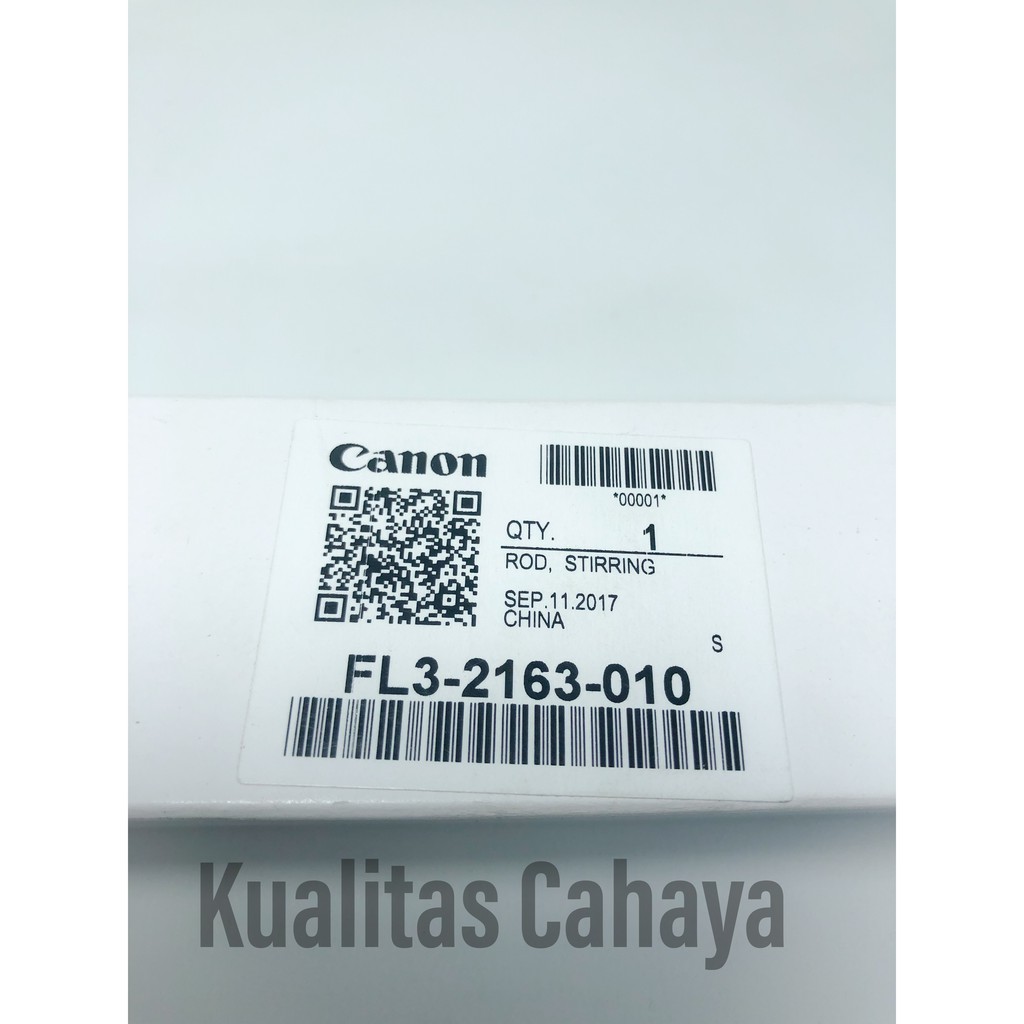 Canon
*00001*
QTY. 1
ROD, STIRRING
SEP.11.2017
CHINA
S
FL3-2163-010
Kualitas Cahaya